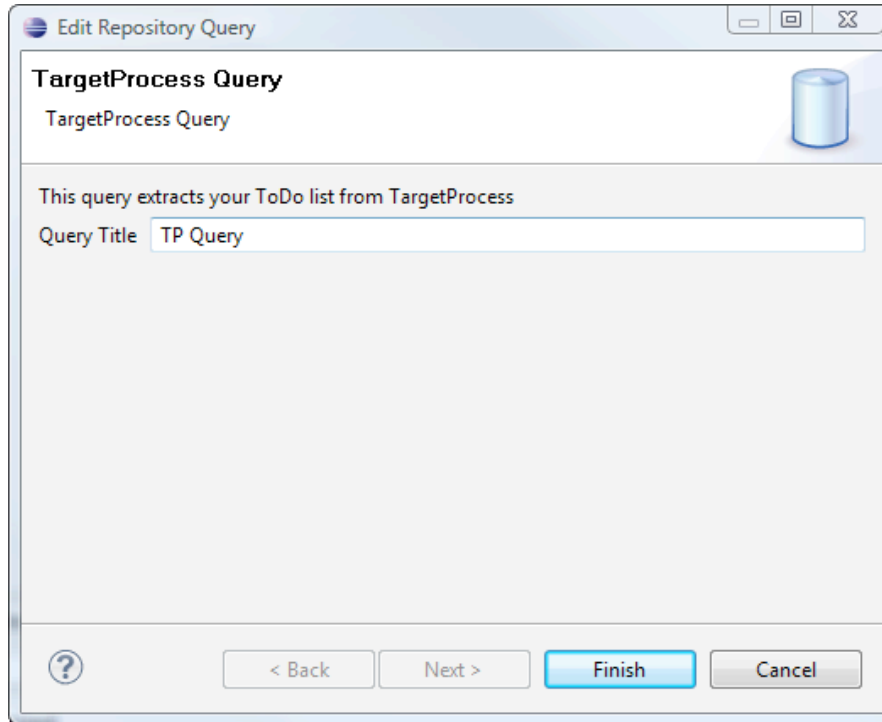 Edit Repository Query
TargetProcess Query
TargetProcess Query
This query extracts your ToDo list from TargetProcess
Query Title TP Query
? < Back Next > Finish Cancel